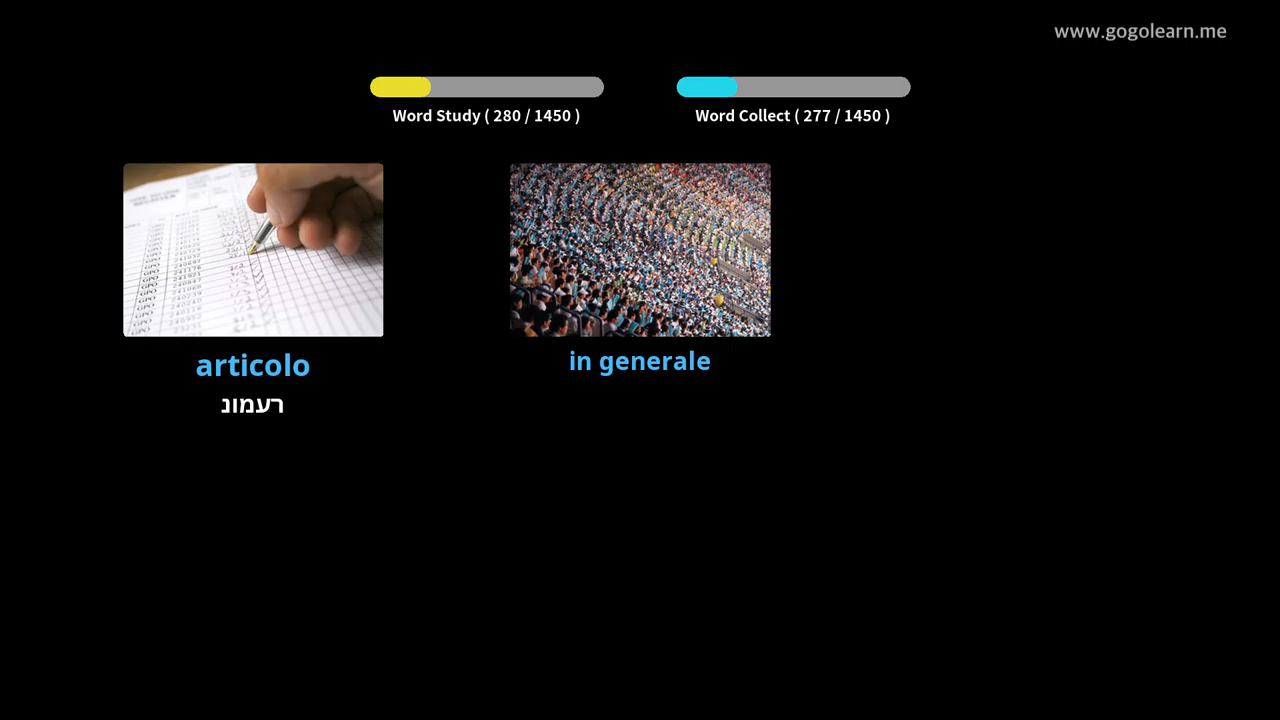 www.gogolearn.me
Word Study ( 280 / 1450 )
Word Collect ( 277 / 1450 )
articolo
רעמונ
in generale